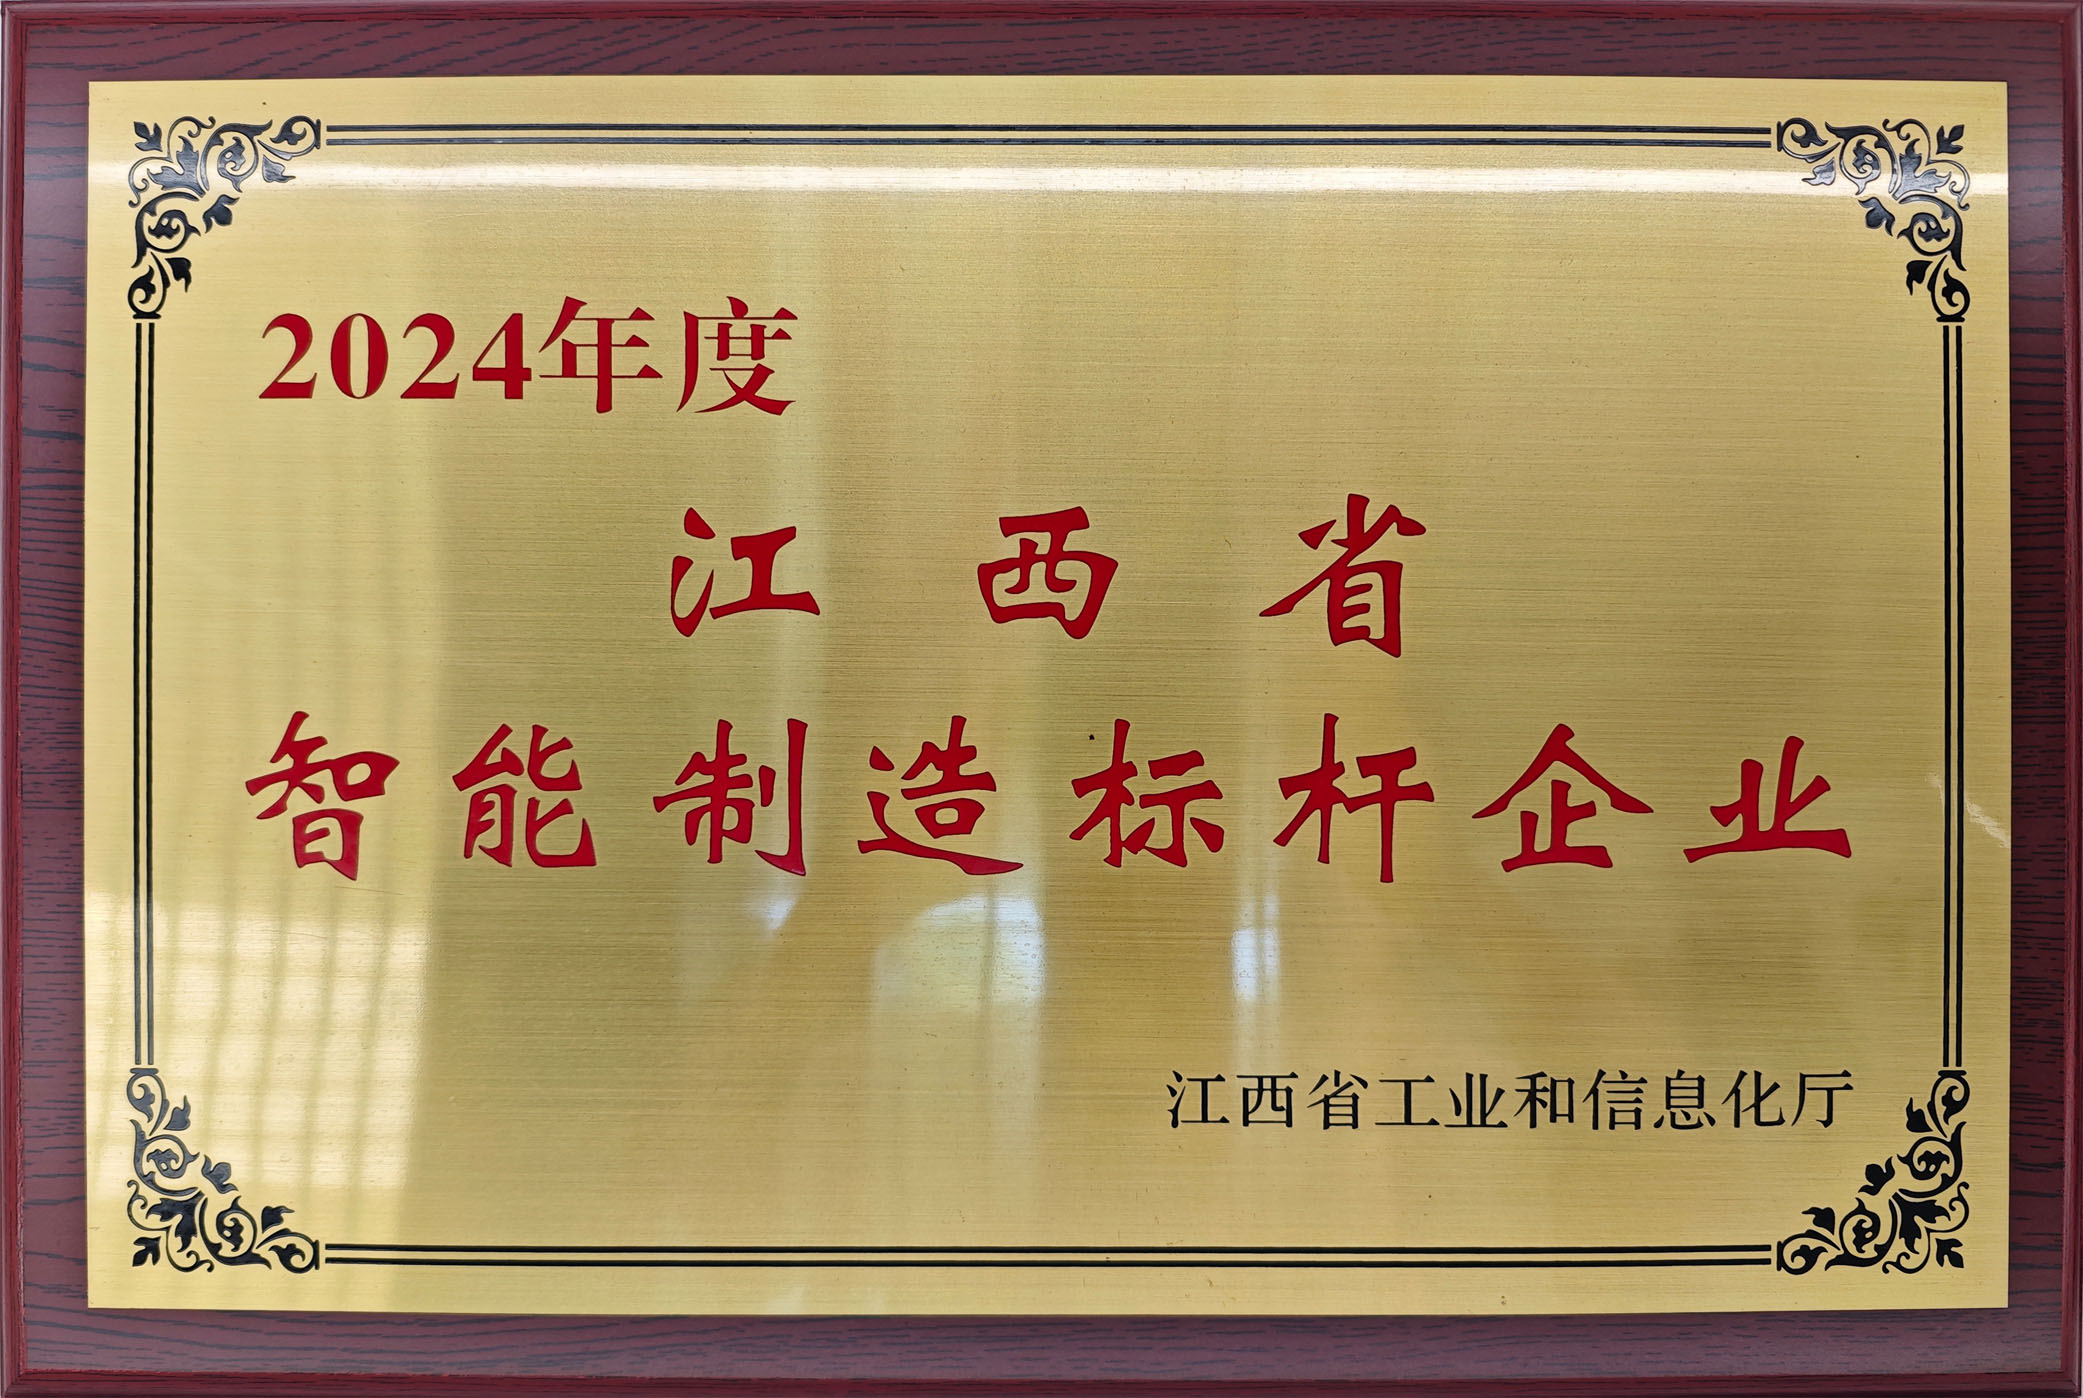 2024年度
江西省
智能制造标杆企业
江西省工业和信息化厅